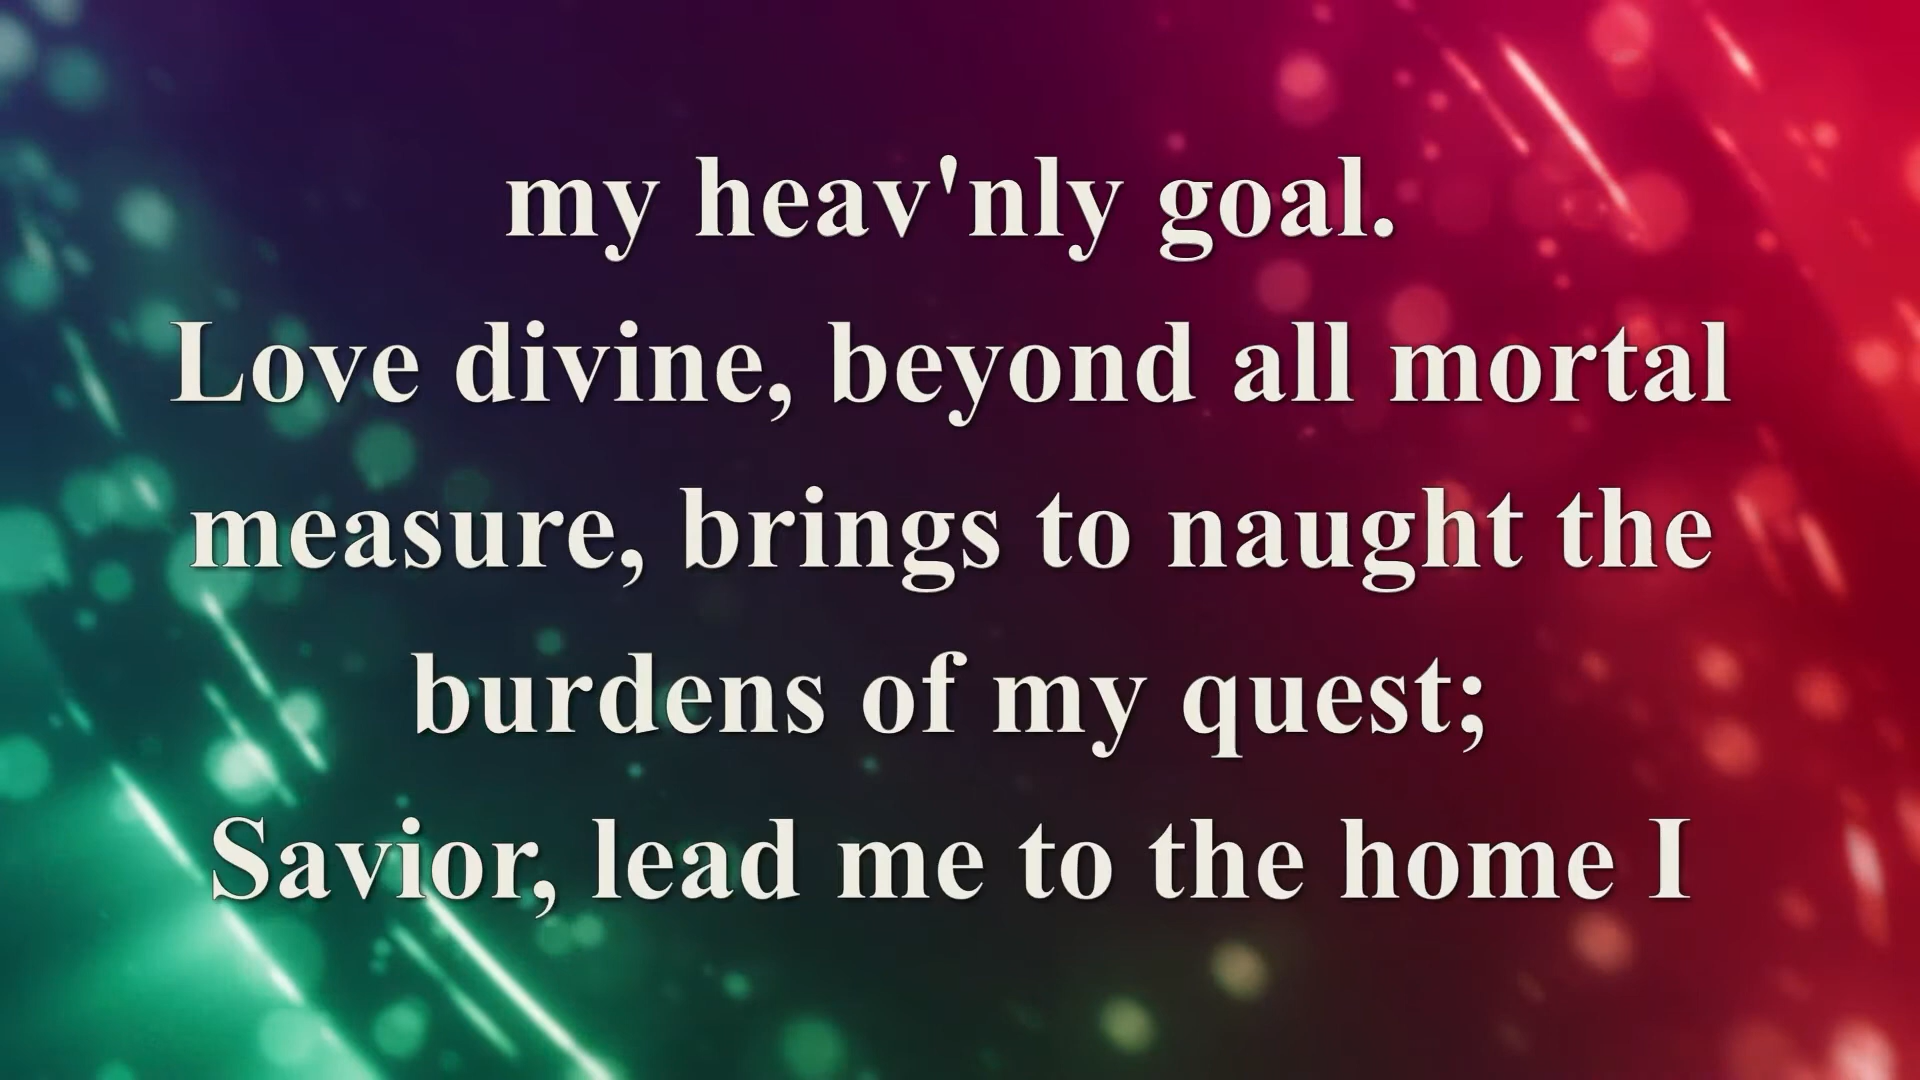 my heav'nly goal.
Love divine, beyond all mortal
measure, brings to naught the
burdens of my quest;
Savior, lead me to the home I